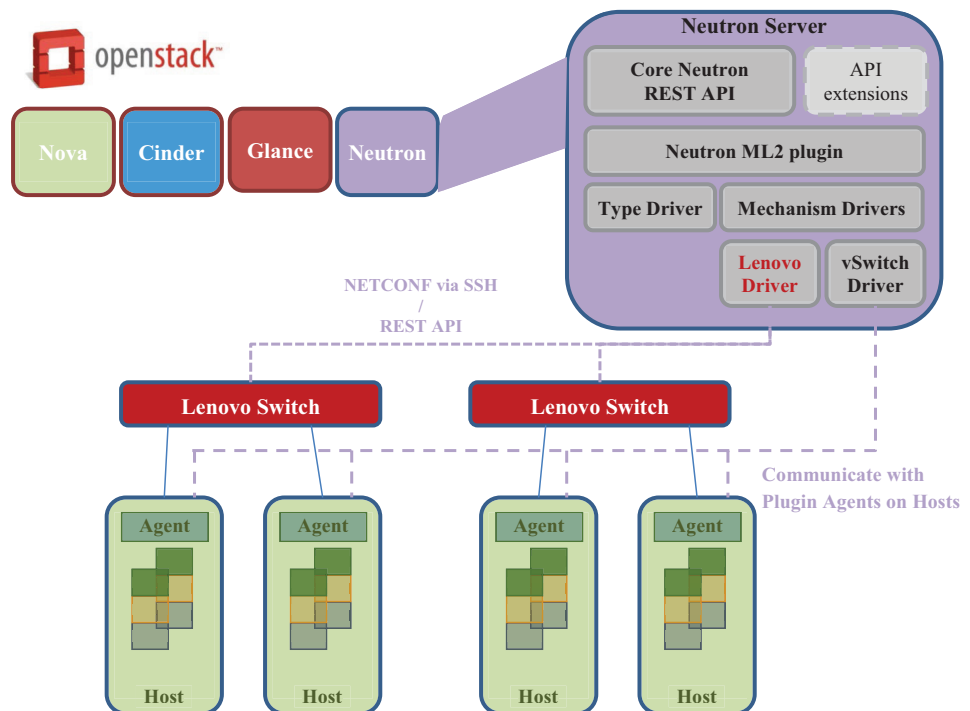 openstack™
Neutron Server
Core Neutron
REST API
API
extensions
Nova
Cinder
Glance
Neutron
Neutron ML2 plugin
Type Driver
Mechanism Drivers
Lenovo
Driver
vSwitch
Driver
NETCONF via SSH
/
REST API
Lenovo Switch
Lenovo Switch
Communicate with
Plugin Agents on Hosts
Agent
Agent
Agent
Agent
Host
Host
Host
Host